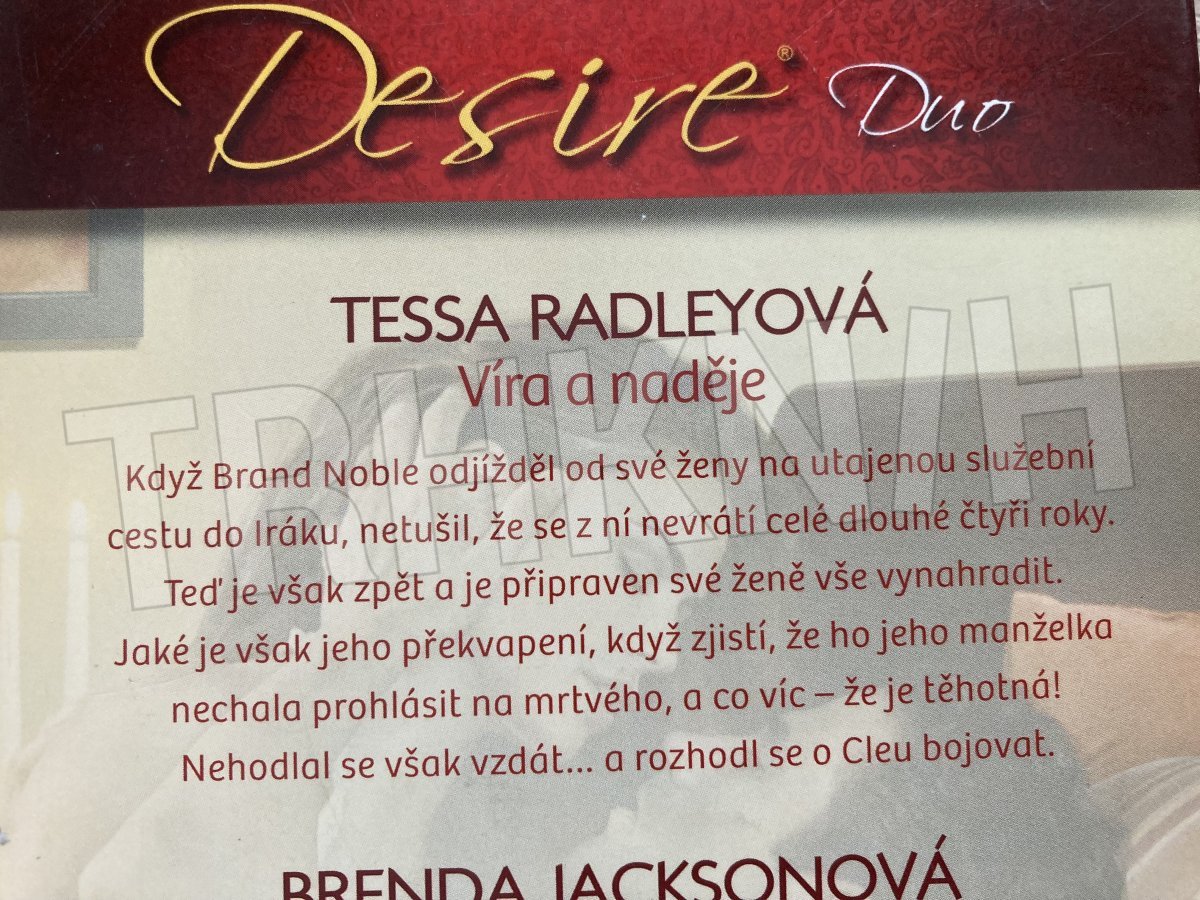 Desire® Duo
TESSA RADLEYOVÁ
Víra a naděje
Když Brand Noble odjížděl od své ženy na utajenou služební
cestu do Iráku, netušil, že se z ní nevrátí celé dlouhé čtyři roky.
Teď je však zpět a je připraven své ženě vše vynahradit.
Jaké je však jeho překvapení, když zjistí, že ho jeho manželka
nechala prohlásit na mrtvého, a co víc – že je těhotná!
Nehodlal se však vzdát... a rozhodl se o Cleu bojovat.
BRENDA JACKSONOVÁ
TRHKNIH